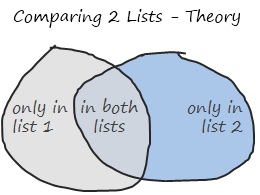 Comparing 2 Lists - Theory
only in
list 1
in both
lists
only in
list 2